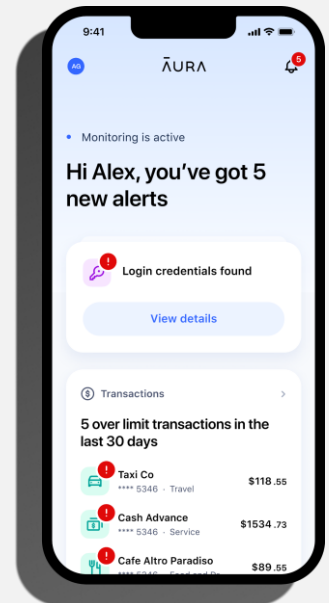 9:41
AG
ĀURA
5
Monitoring is active
Hi Alex, you’ve got 5
new alerts
!
Login credentials found
View details
$ Transactions
5 over limit transactions in the
last 30 days
!
Taxi Co
$118.55
**** 5346 · Travel
!
Cash Advance
$1534.73
**** 5346 · Service
!
Cafe Altro Paradiso
$89.55
**** 5346